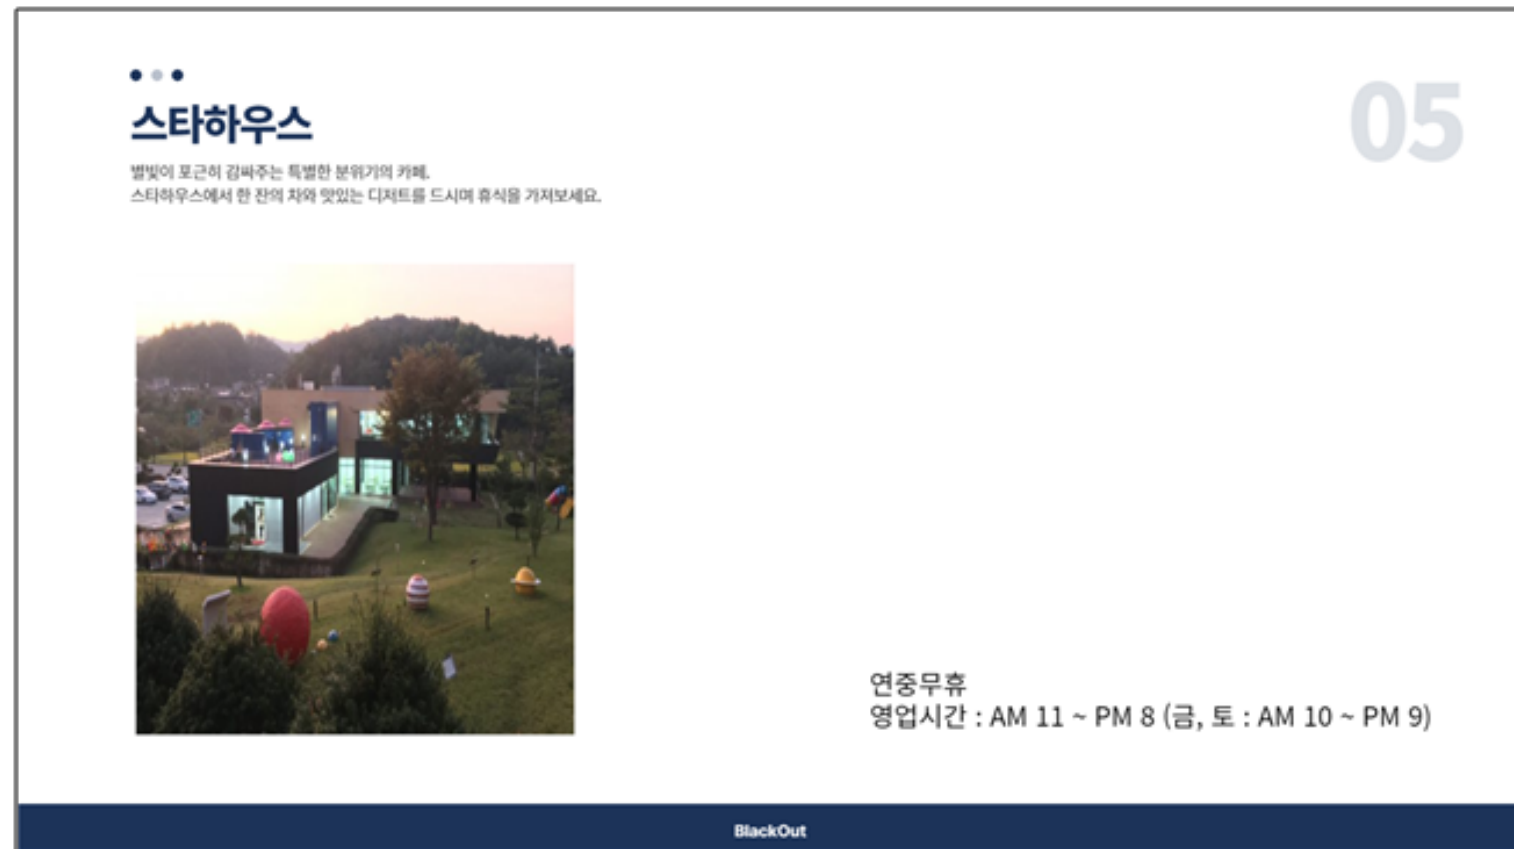 스타하우스
05
별빛이 포근히 감싸주는 특별한 분위기의 카페.
스타하우스에서 한 잔의 차와 맛있는 디저트를 드시며 휴식을 가져보세요.
연중무휴
영업시간 : AM 11 ~ PM 8 (금, 토 : AM 10 ~ PM 9)
BlackOut